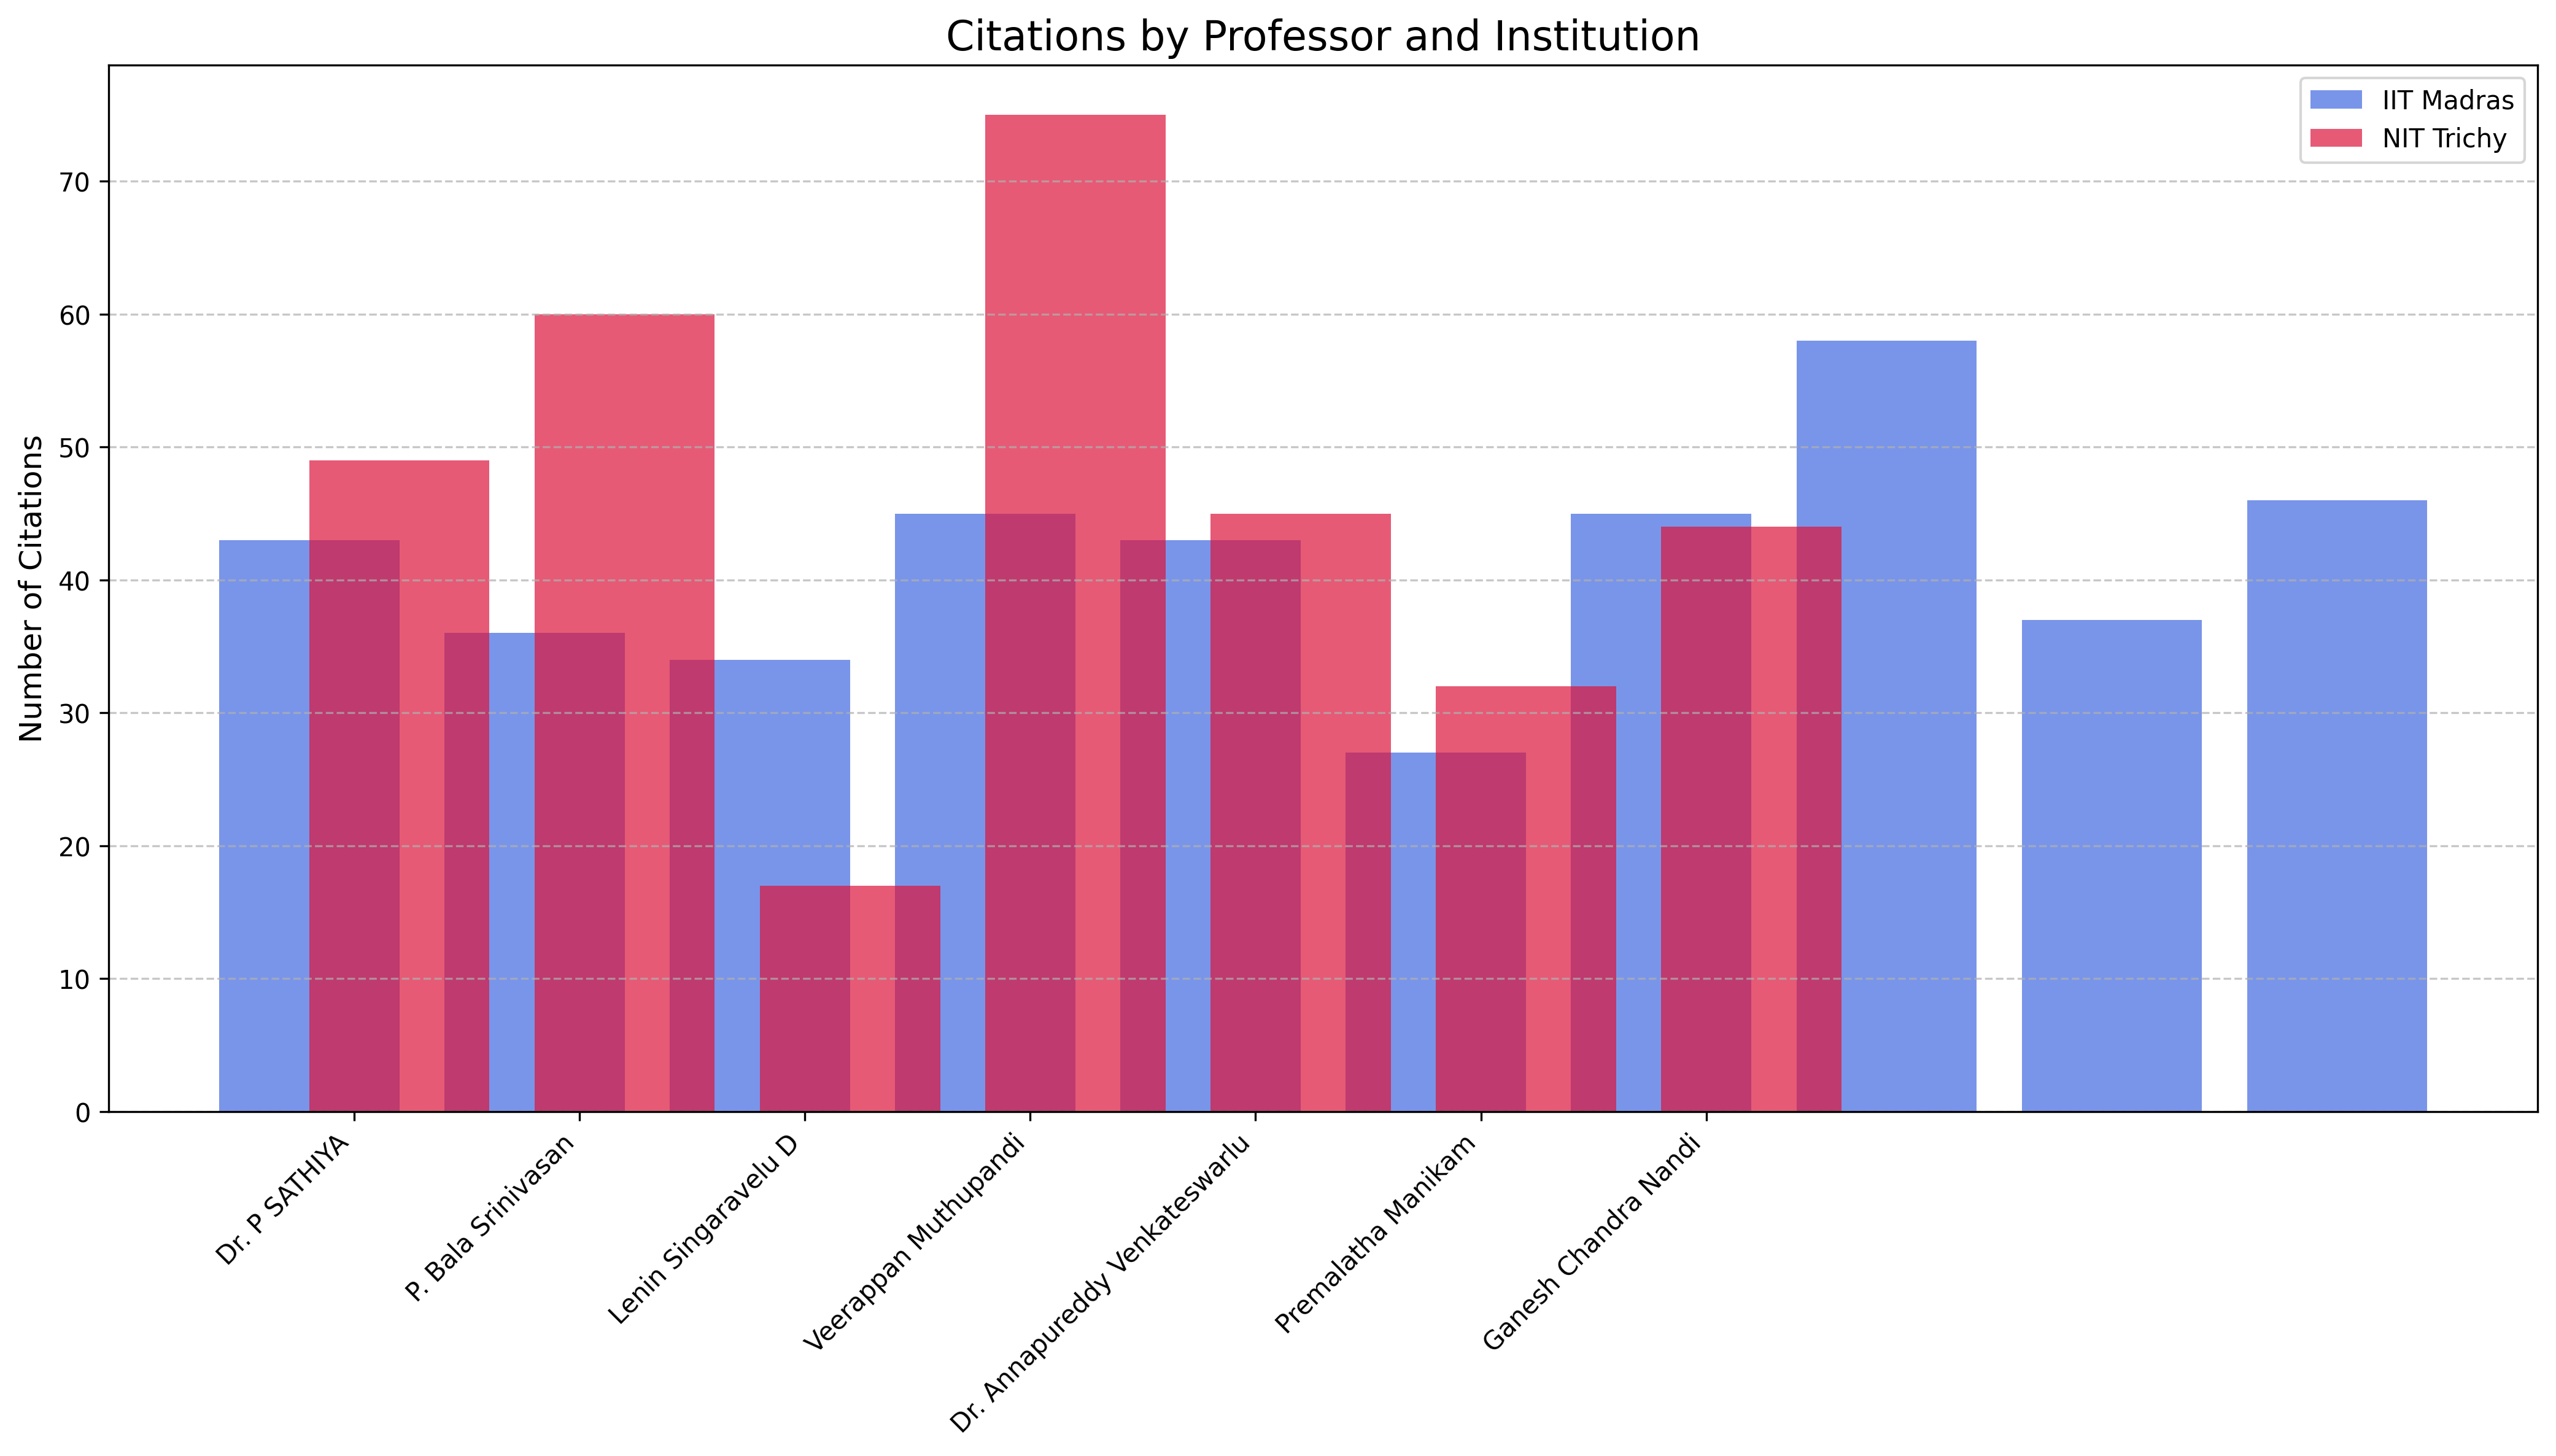 Citations by Professor and Institution
IIT Madras
NIT Trichy
Number of Citations
70
60
50
40
30
20
10
0
Dr. P SATHIYA
P. Bala Srinivasan
Lenin Singaravelu D
Veerappan Muthupandi
Dr. Annapureddy Venkateswarlu
Premalatha Manikam
Ganesh Chandra Nandi